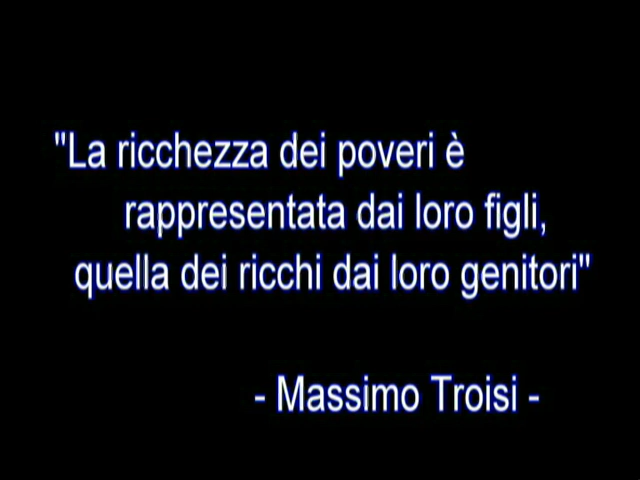 "La ricchezza dei poveri è
rappresentata dai loro figli,
quella dei ricchi dai loro genitori"
- Massimo Troisi -